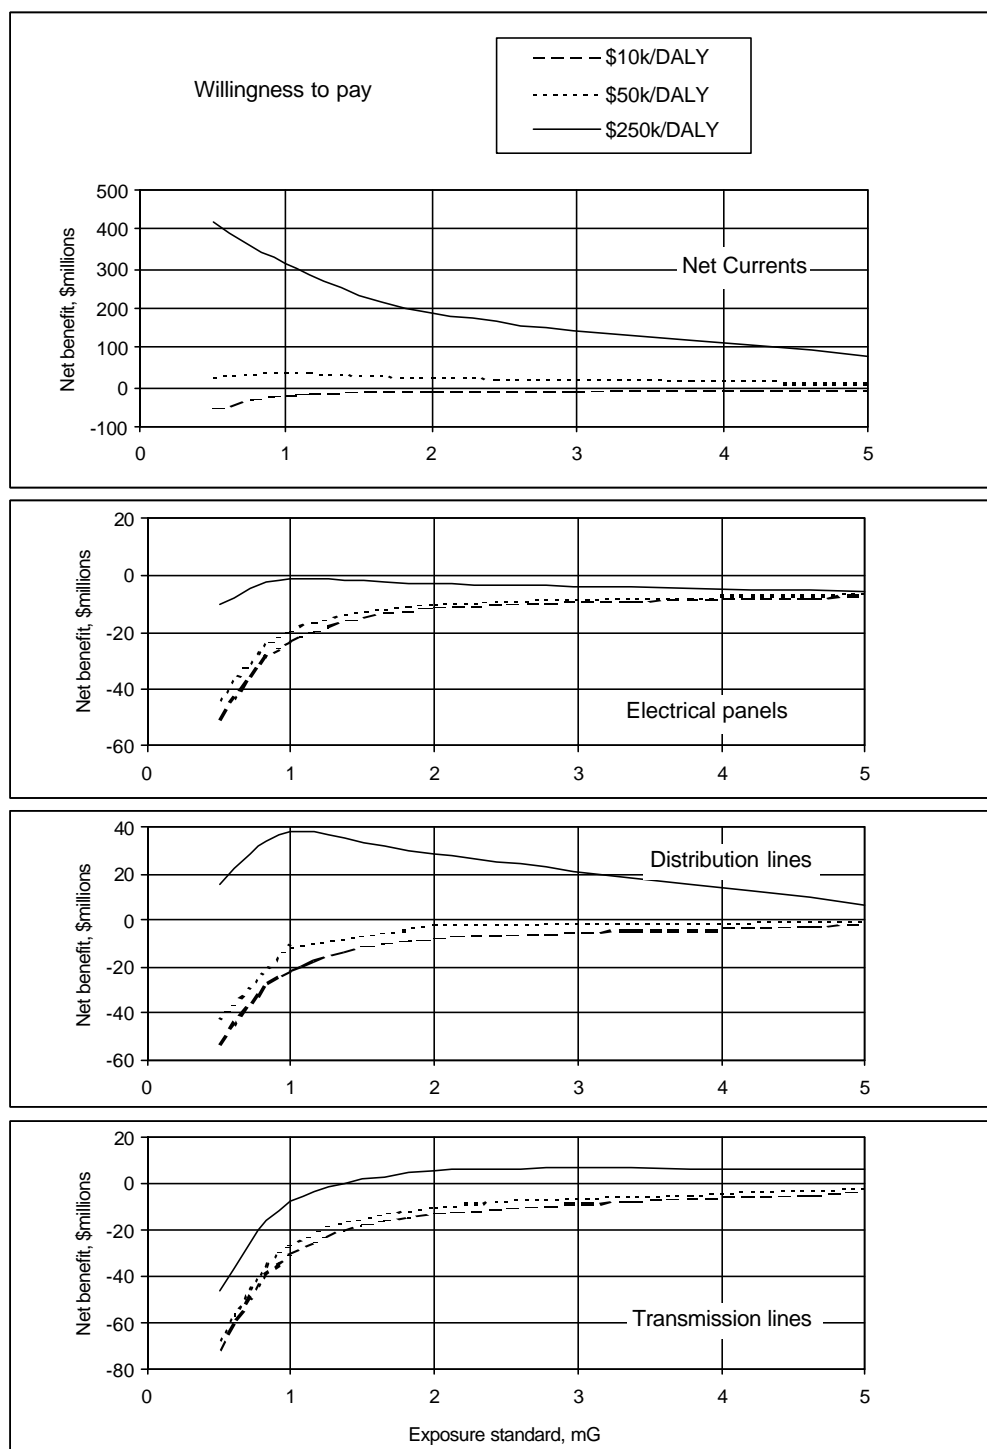 Willingness to pay
$10k/DALY
$50k/DALY
$250k/DALY
Net benefit, $millions
500
400
300
200
100
0
-100
Net Currents
0 1 2 3 4 5
Net benefit, $millions
20
0
-20
-40
-60
Electrical panels
0 1 2 3 4 5
Net benefit, $millions
40
20
0
-20
-40
-60
Distribution lines
0 1 2 3 4 5
Net benefit, $millions
20
0
-20
-40
-60
-80
Transmission lines
0 1 2 3 4 5
Exposure standard, mG